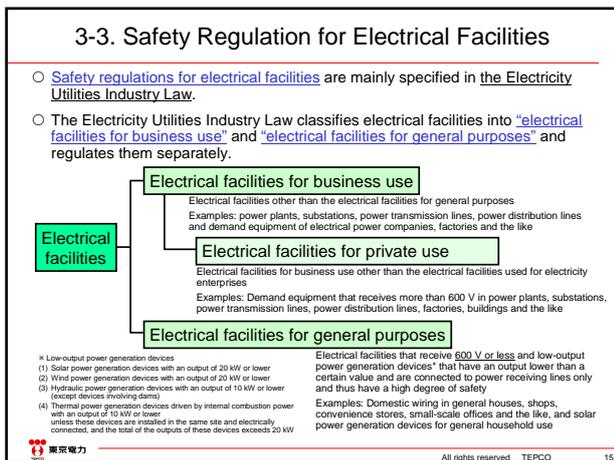 3-3. Safety Regulation for Electrical Facilities
○ Safety regulations for electrical facilities are mainly specified in the Electricity
Utilities Industry Law.
○ The Electricity Utilities Industry Law classifies electrical facilities into “electrical
facilities for business use” and “electrical facilities for general purposes” and
regulates them separately.
Electrical facilities for business use
Electrical facilities other than the electrical facilities for general purposes
Examples: power plants, substations, power transmission lines, power distribution lines
and demand equipment of electrical power companies, factories and the like
Electrical
facilities
Electrical facilities for private use
Electrical facilities for business use other than the electrical facilities used for electricity
enterprises
Examples: Demand equipment that receives more than 600 V in power plants, substations,
power transmission lines, power distribution lines, factories, buildings and the like
Electrical facilities for general purposes
※ Low-output power generation devices
(1) Solar power generation devices with an output of 20 kW or lower
(2) Wind power generation devices with an output of 20 kW or lower
(3) Hydraulic power generation devices with an output of 10 kW or lower
(except devices involving dams)
(4) Thermal power generation devices driven by internal combustion power
with an output of 10 kW or lower
unless these devices are installed in the same site and electrically
connected, and the total of the outputs of these devices exceeds 20 kW
Electrical facilities that receive 600 V or less and low-output
power generation devices* that have an output lower than a
certain value and are connected to power receiving lines only
and thus have a high degree of safety
Examples: Domestic wiring in general houses, shops,
convenience stores, small-scale offices and the like, and solar
power generation devices for general household use
東京電力
TEPCO
All rights reserved TEPCO 15